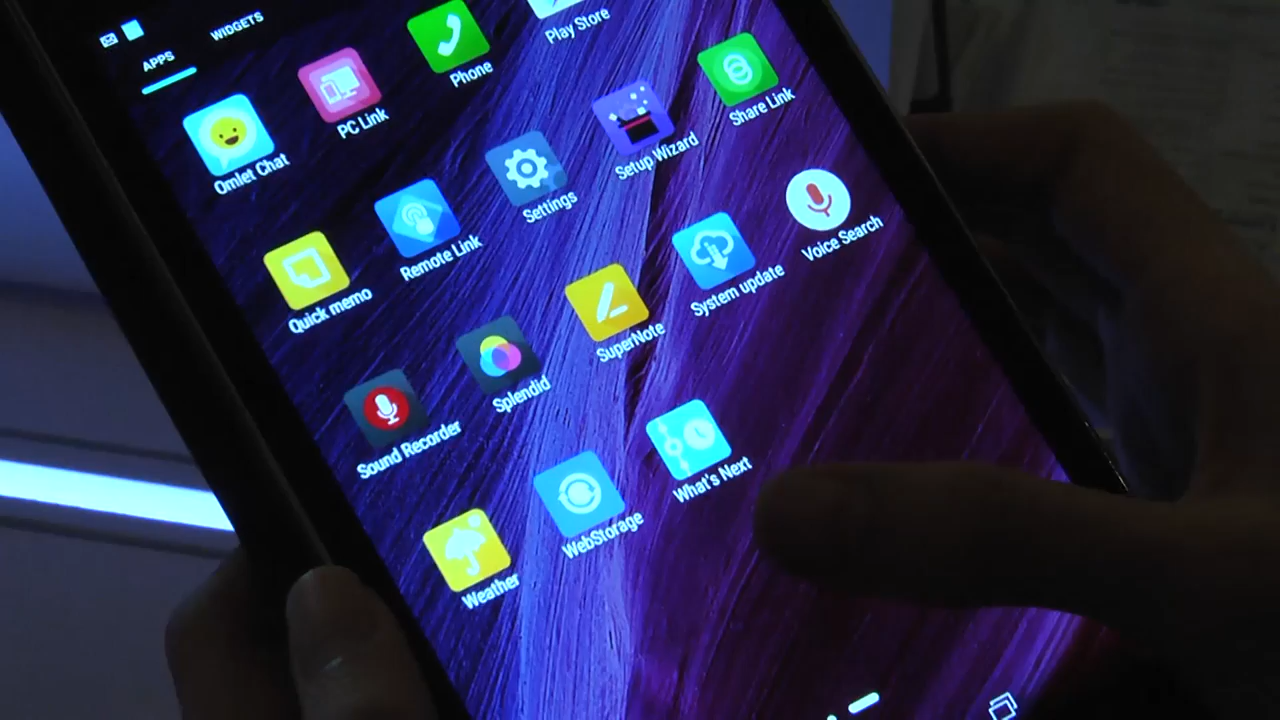 APPS
WIDGETS
Omlet Chat
PC Link
Phone
Play Store
Quick memo
Remote Link
Settings
Setup Wizard
Share Link
Sound Recorder
Splendid
SuperNote
System update
Voice Search
Weather
WebStorage
What's Next